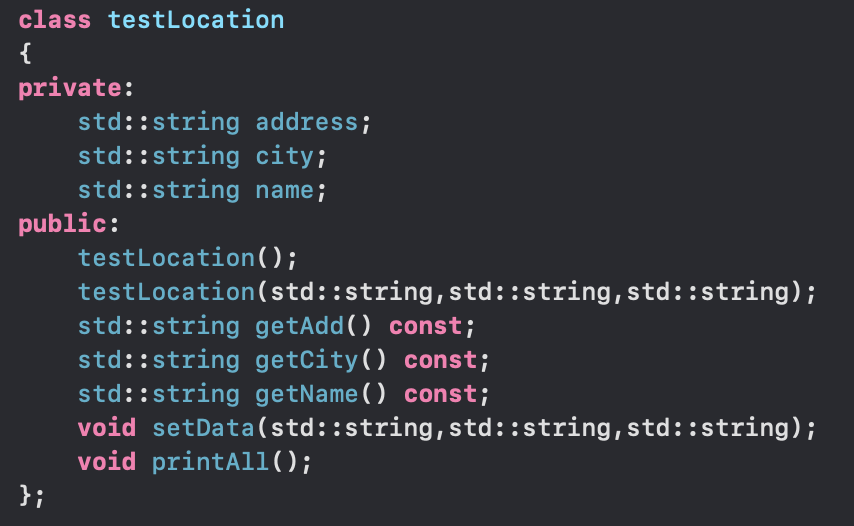 class testLocation
{
private:
    std::string address;
    std::string city;
    std::string name;
public:
    testLocation();
    testLocation(std::string,std::string,std::string);
    std::string getAdd() const;
    std::string getCity() const;
    std::string getName() const;
    void setData(std::string,std::string,std::string);
    void printAll();
};